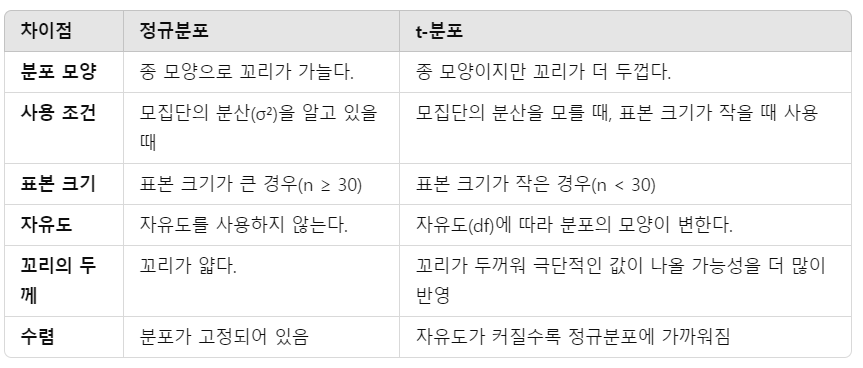 차이점 정규분포 t-분포
분포 모양 종 모양으로 꼬리가 가늘다. 종 모양이지만 꼬리가 더 두껍다.
사용 조건 모집단의 분산(σ²)을 알고 있을 모집단의 분산을 모를 때, 표본 크기가 작을 때 사용
때
표본 크기 표본 크기가 큰 경우(n ≥ 30) 표본 크기가 작은 경우(n < 30)
자유도 자유도를 사용하지 않는다. 자유도(df)에 따라 분포의 모양이 변한다.
꼬리의 두 꼬리가 얇다. 꼬리가 두꺼워 극단적인 값이 나올 가능성을 더 많이
께 반영
수렴 분포가 고정되어 있음 자유도가 커질수록 정규분포에 가까워짐